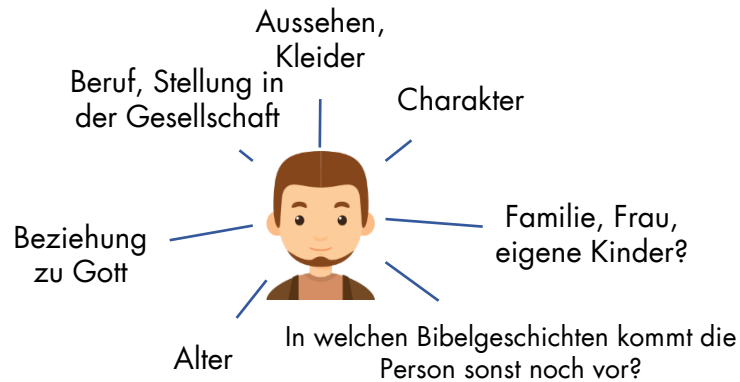 Aussehen,
Kleider
Beruf, Stellung in
der Gesellschaft
Charakter
Familie, Frau,
eigene Kinder?
Beziehung
zu Gott
In welchen Bibelgeschichten kommt die
Person sonst noch vor?
Alter